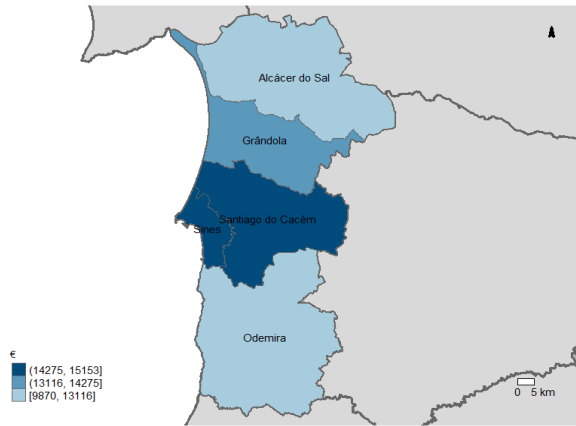 Alcácer do Sal
Grândola
Santiago do Cacém
Sines
Odemira
€
(14275, 15153]
(13116, 14275]
[9870, 13116]
0 5 km